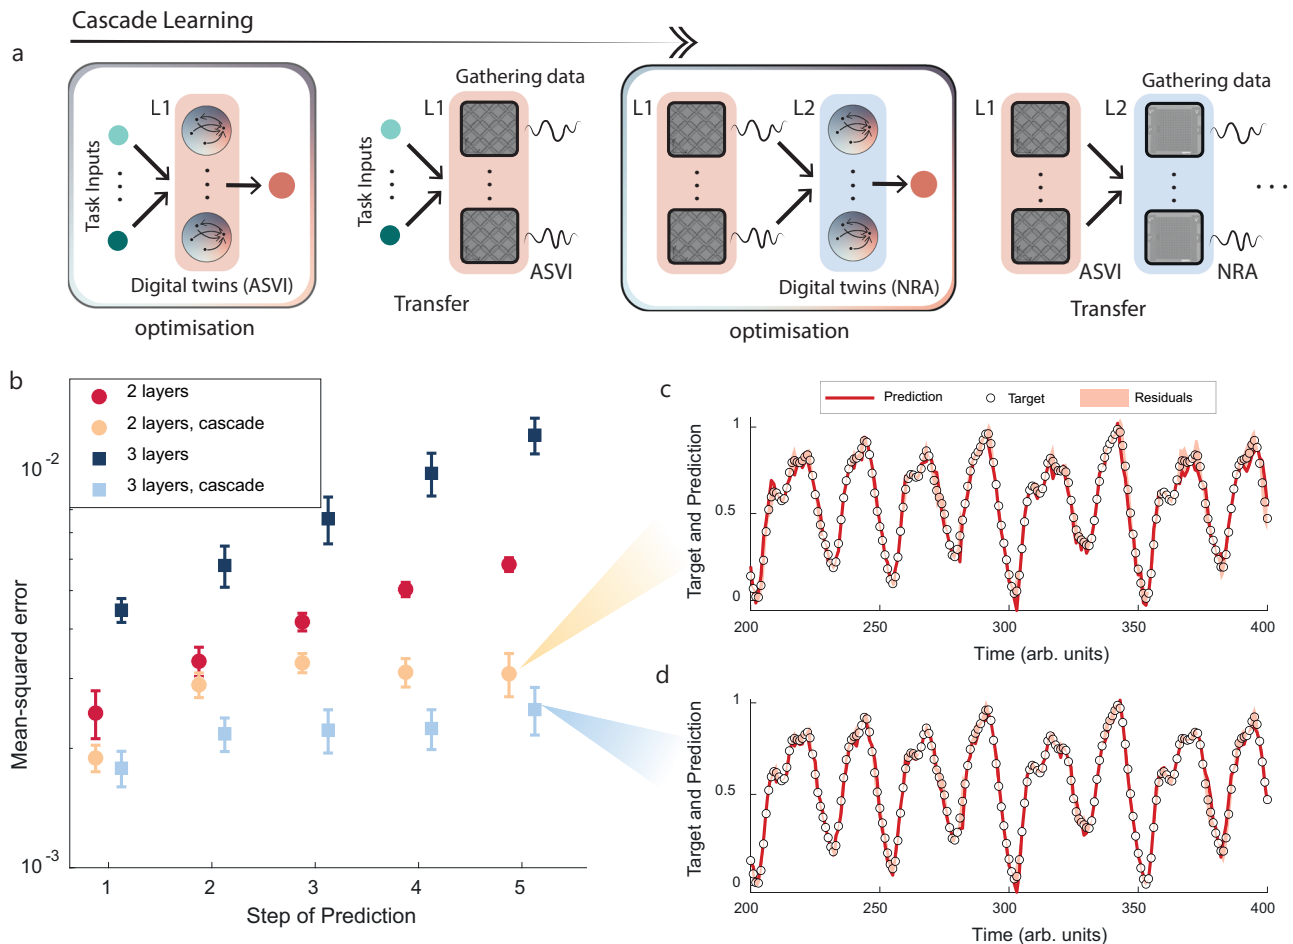 Cascade Learning
a
L1
Task Inputs
Digital twins (ASVI)
optimisation
Gathering data
L1
Task Inputs
ASVI
Transfer
L1
L2
Digital twins (NRA)
optimisation
Gathering data
L1
L2
ASVI
NRA
Transfer
b
2 layers
2 layers, cascade
3 layers
3 layers, cascade
10-2
10-3
Mean-squared error
1 2 3 4 5
Step of Prediction
c
Prediction Target Residuals
Target and Prediction
1
0.5
0
200 250 300 350 400
Time (arb. units)
d
Target and Prediction
1
0.5
0
200 250 300 350 400
Time (arb. units)